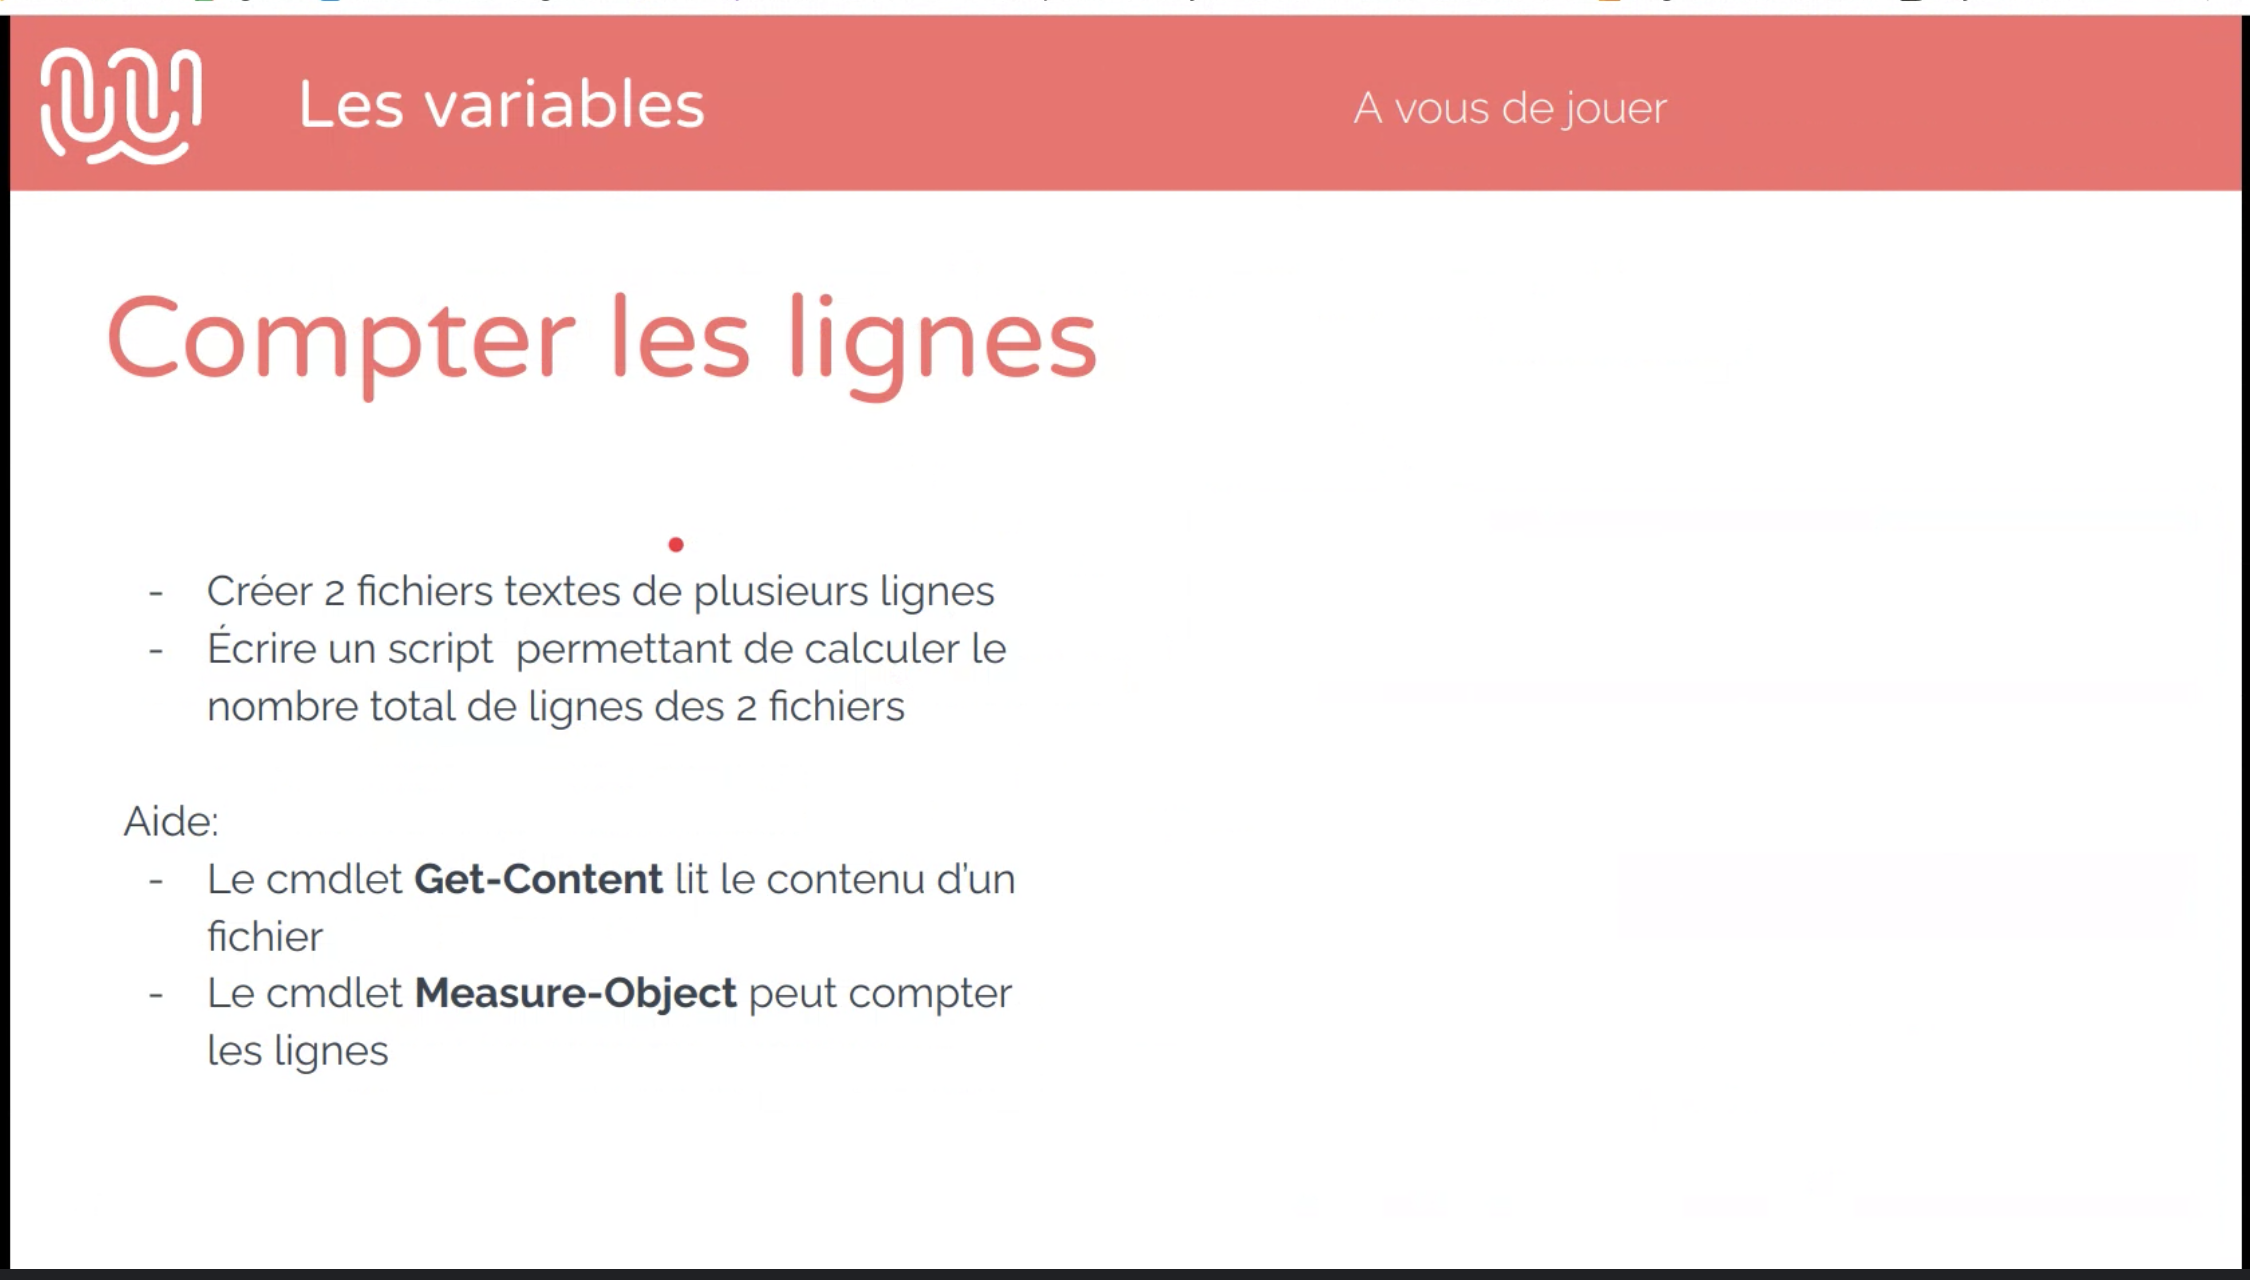 Les variables
A vous de jouer
Compter les lignes
- Créer 2 fichiers textes de plusieurs lignes
- Écrire un script  permettant de calculer le
nombre total de lignes des 2 fichiers
Aide:
- Le cmdlet Get-Content lit le contenu d'un
fichier
- Le cmdlet Measure-Object peut compter
les lignes